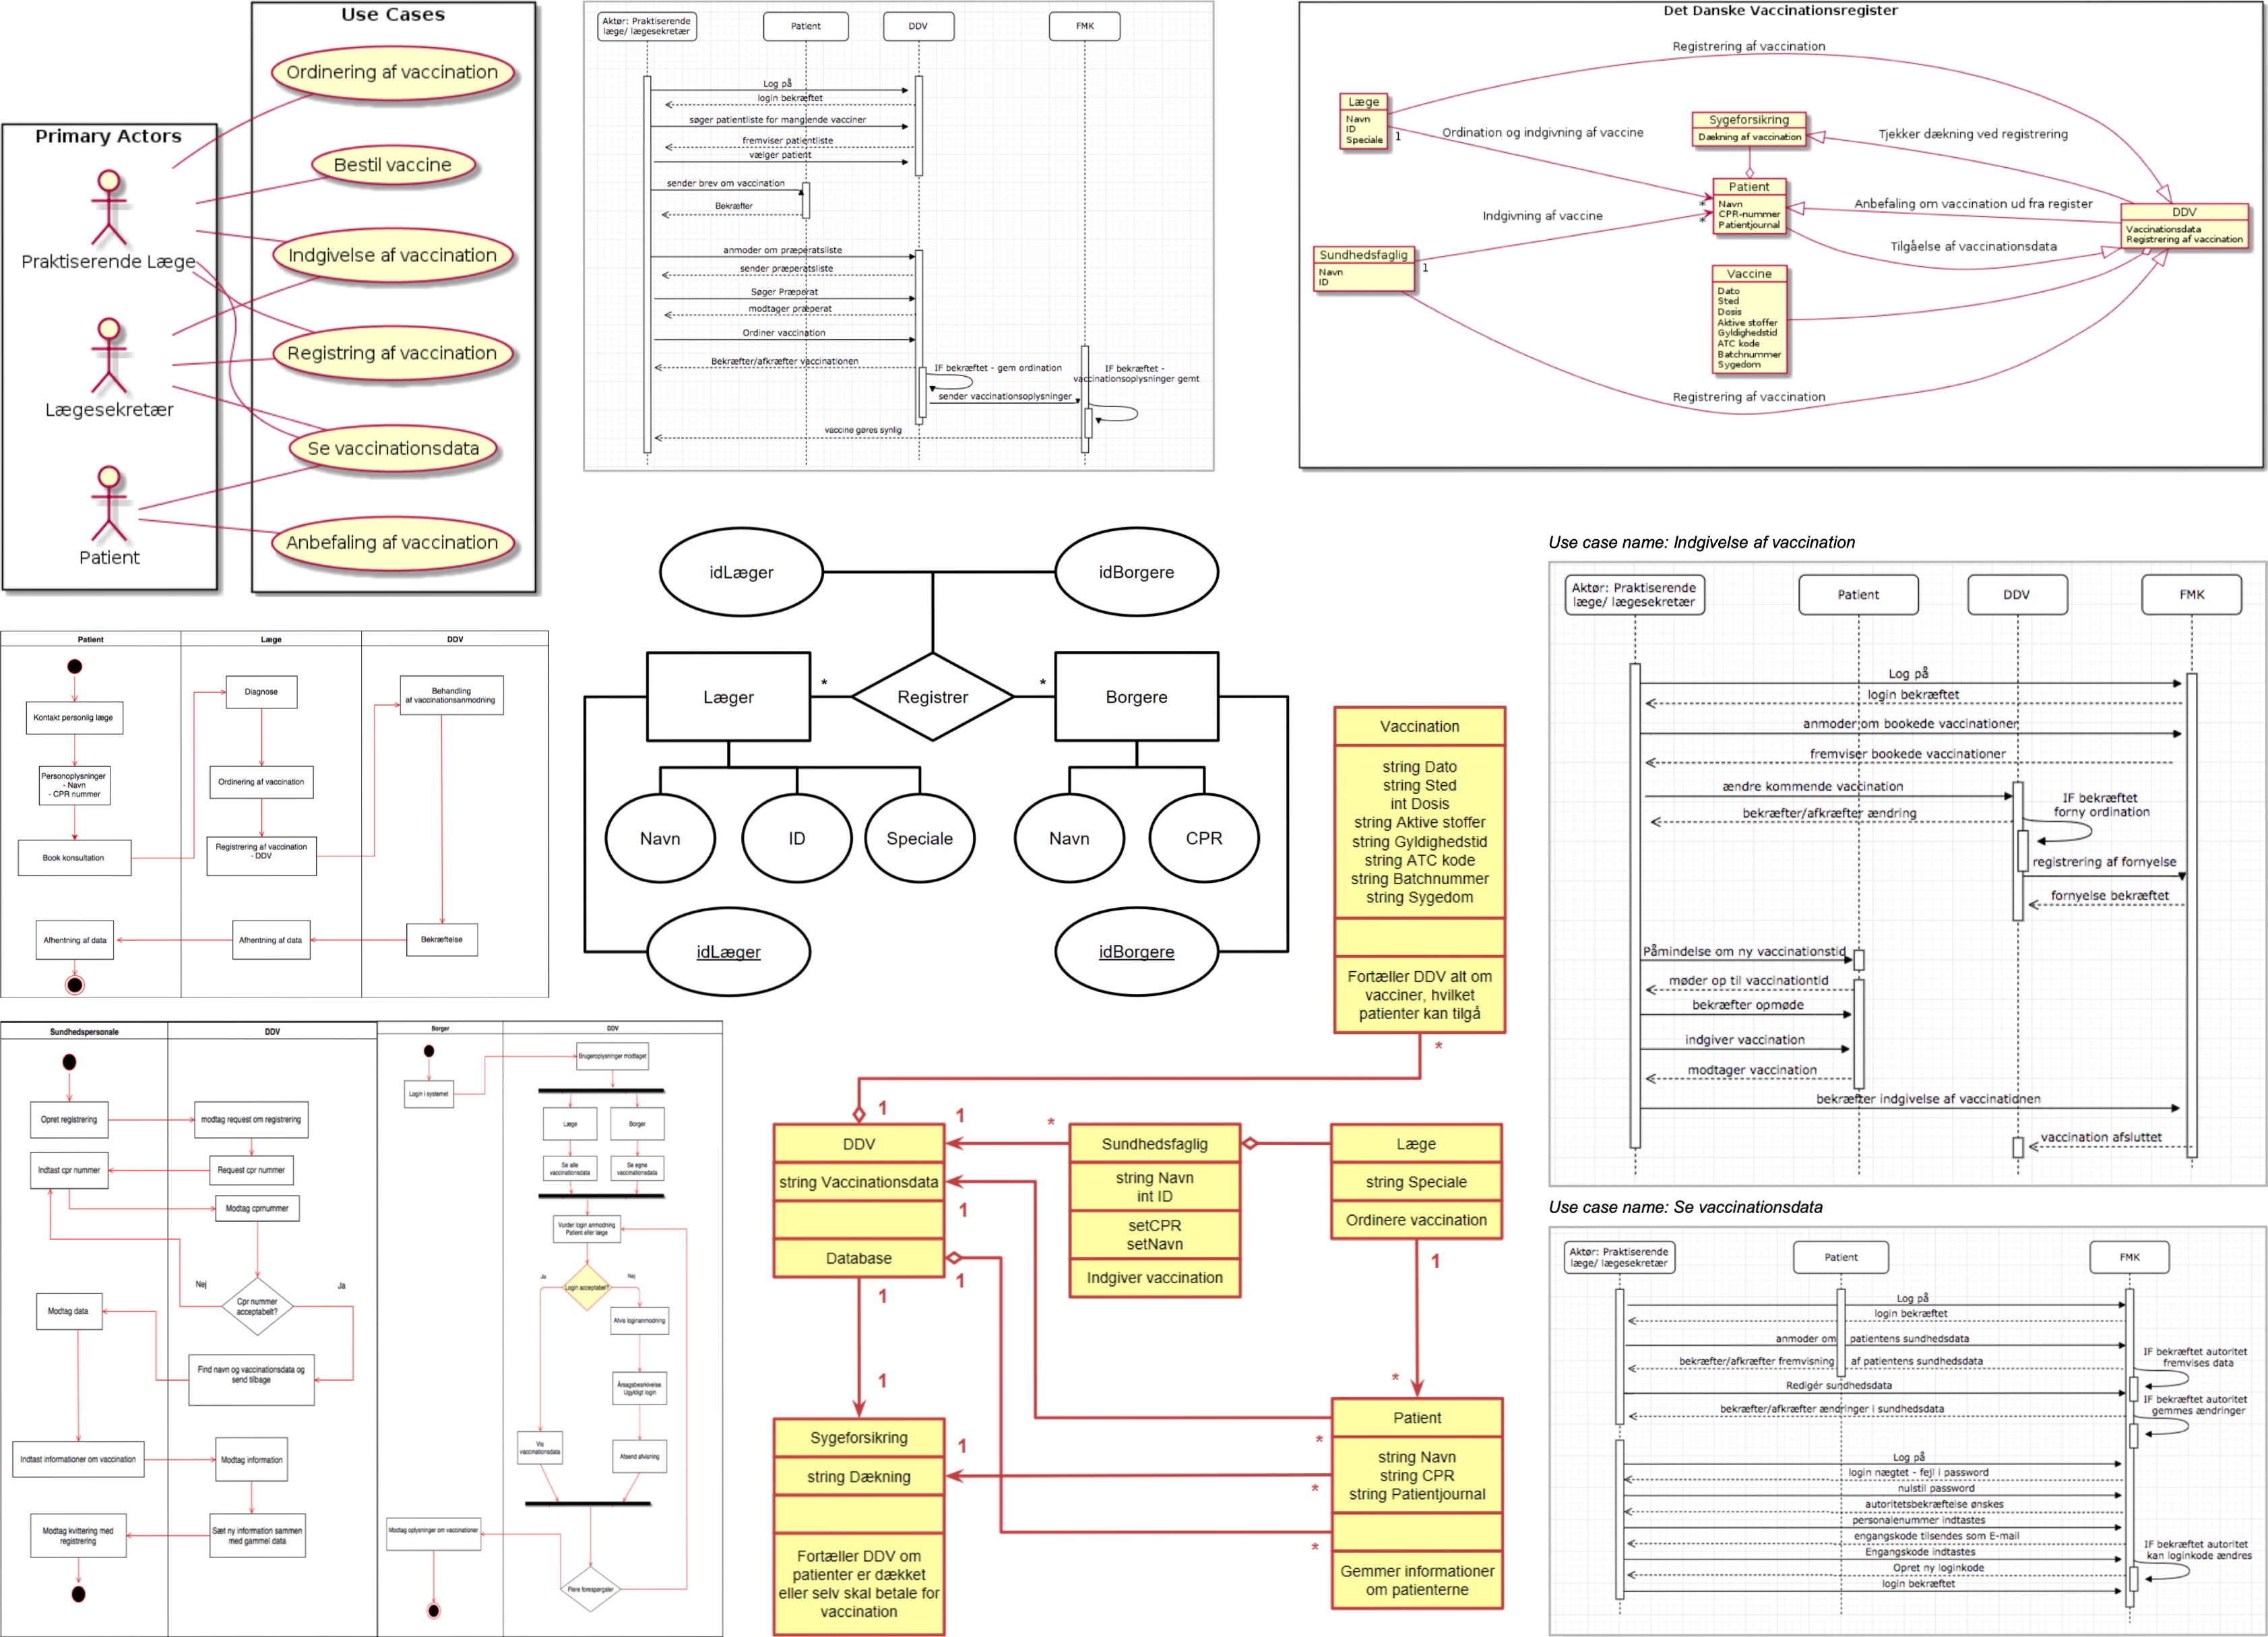 Use Cases
Ordinering af vaccination
Bestil vaccine
Indgivelse af vaccination
Registring af vaccination
Se vaccinationsdata
Anbefaling af vaccination
Primary Actors
Praktiserende Læge
Lægesekretær
Patient
Aktør: Praktiserende
læge/ lægesekretær
Patient
DDV
FMK
Log på
login bekræftet
søger patientliste for manglende vacciner
fremviser patientliste
vælger patient
sender brev om vaccination
Bekræfter
anmoder om præperatsliste
sender præperatsliste
Søger Præperat
modtager præperat
Ordiner vaccination
Bekræfter/afkræfter vaccinationen
IF bekræftet - gem ordination
IF bekræftet -
vaccinationsoplysninger gemt
sender vaccinationsoplysninger
vaccine gøres synlig
Det Danske Vaccinationsregister
Registrering af vaccination
Læge
Navn
ID
Speciale
1
Ordination og indgivning af vaccine
Sygeforsikring
Dækning af vaccination
Tjekker dækning ved registrering
Patient
Navn
CPR-nummer
Patientjournal
*
*
Indgivning af vaccine
Anbefaling om vaccination ud fra register
DDV
Vaccinationsdata
Registrering af vaccination
Tilgåelse af vaccinationsdata
Sundhedsfaglig
Navn
ID
1
Vaccine
Dato
Sted
Dosis
Aktive stoffer
Gyldighedstid
ATC kode
Batchnummer
Sygedom
Registrering af vaccination
Patient
Læge
DDV
Kontakt personlig læge
Personoplysninger
- Navn
- CPR nummer
Book konsultation
Diagnose
Ordinering af vaccination
Registrering af vaccination
- DDV
Behandling
af vaccinationsanmodning
Bekræftelse
Afhentning af data
Afhentning af data
idLæger
idBorgere
Læger
*
Registrer
*
Borgere
Navn
ID
Speciale
Navn
CPR
idLæger
idBorgere
Use case name: Indgivelse af vaccination
Aktør: Praktiserende
læge/ lægesekretær
Patient
DDV
FMK
Log på
login bekræftet
anmoder om bookede vaccinationer
fremviser bookede vaccinationer
ændre kommende vaccination
bekræfter/afkræfter ændring
IF bekræftet
forny ordination
registrering af fornyelse
fornyelse bekræftet
Påmindelse om ny vaccinationstid
møder op til vaccinationtid
bekræfter opmøde
indgiver vaccination
modtager vaccination
bekræfter indgivelse af vaccinationen
vaccination afsluttet
Sundhedspersonale
DDV
Opret registrering
modtag request om registrering
Indtast cpr nummer
Request cpr nummer
Modtag cprnummer
Nej
Ja
Cpr nummer
acceptabelt?
Modtag data
Find navn og vaccinationsdata og
send tilbage
Indtast informationer om vaccination
Modtag information
Modtag kvittering med
registrering
Sæt ny information sammen
med gammel data
Borger
DDV
Login i systemet
Brugeroplysninger modtaget
Læge
Borger
Se alle
vaccinationsdata
Se egne
vaccinationsdata
Vurder login anmodning
Patient eller læge
Ja
Nej
Login acceptabel?
Afvis loginanmodning
Årsagsbeskrivelse
Ugyldigt login
Vis
vaccinationsdata
Afsend afvisning
Modtag oplysninger om vaccinationer
Flere forespørgsler
Vaccination
string Dato
string Sted
int Dosis
string Aktive stoffer
string Gyldighedstid
string ATC kode
string Batchnummer
string Sygedom
Fortæller DDV alt om
vacciner, hvilket
patienter kan tilgå
*
1
1
*
DDV
string Vaccinationsdata
Database
1
1
1
Sundhedsfaglig
string Navn
int ID
setCPR
setNavn
Indgiver vaccination
Læge
string Speciale
Ordinere vaccination
1
*
1
Sygeforsikring
string Dækning
Fortæller DDV om
patienter er dækket
eller selv skal betale for
vaccination
1
Patient
string Navn
string CPR
string Patientjournal
Gemmer informationer
om patienterne
*
*
*
Use case name: Se vaccinationsdata
Aktør: Praktiserende
læge/ lægesekretær
Patient
FMK
Log på
login bekræftet
anmoder om patientens sundhedsdata
bekræfter/afkræfter fremvisning af patientens sundhedsdata
IF bekræftet autoritet
fremvises data
Redigér sundhedsdata
IF bekræftet autoritet
gemmes ændringer
bekræfter/afkræfter ændringer i sundhedsdata
Log på
login nægtet - fejl i password
nulstil password
autoritetsbekræftelse ønskes
personalenummer indtastes
engangskode tilsendes som E-mail
Engangskode indtastes
IF bekræftet autoritet
kan loginkode ændres
Opret ny loginkode
login bekræftet